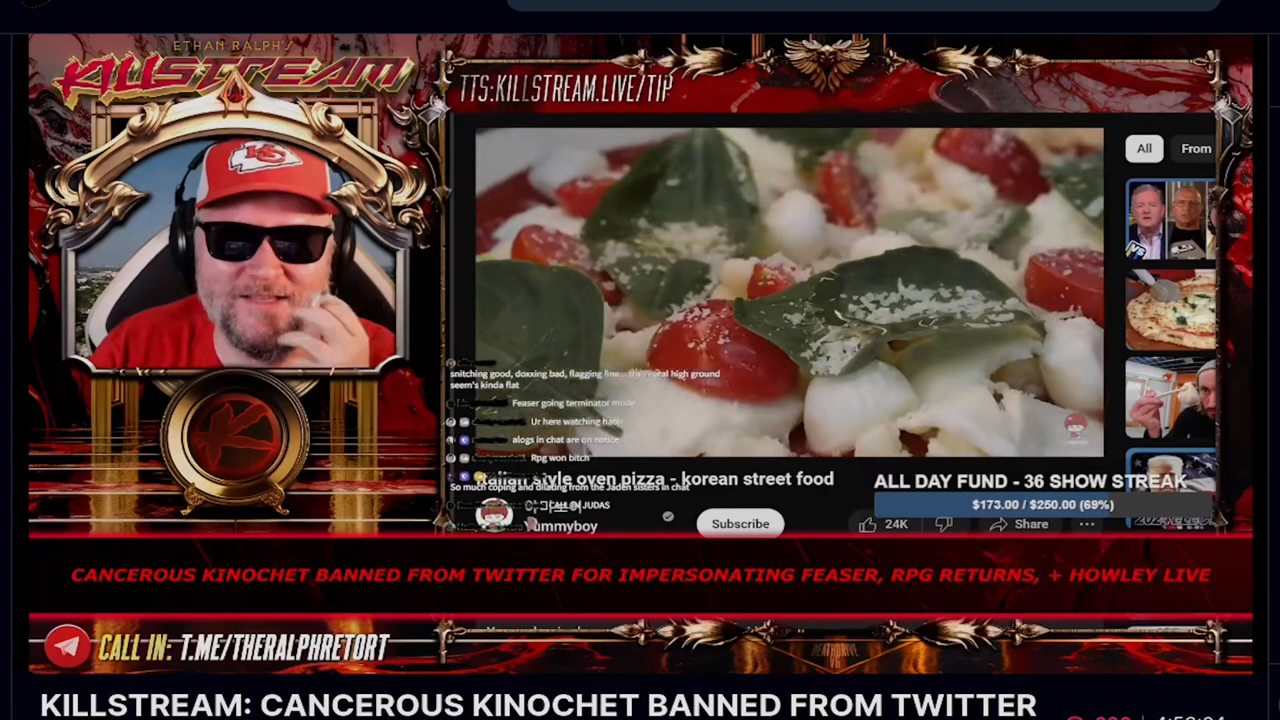 ETHAN RALPH'S
KILLSTREAM
TTS:KILLSTREAM.LIVE/TIP
All
From
snitching good, doxxing bad, flagging fine... the moral high ground
seem's kinda flat
Feaser going terminator mode
Ur here watching hater
alogs in chat are on notice
Rpg won bitch
So much coping and dilating from the Jaden sisters in chat
JUDAS
Italian style oven pizza - korean street food
Yummyboy
Subscribe
24K
Share
ALL DAY FUND - 36 SHOW STREAK
$173.00 / $250.00 (69%)
CANCEROUS KINOCHET BANNED FROM TWITTER FOR IMPERSONATING FEASER, RPG RETURNS, + HOWLEY LIVE
CALL IN: T.ME/THERALPHRETORT
KILLSTREAM: CANCEROUS KINOCHET BANNED FROM TWITTER